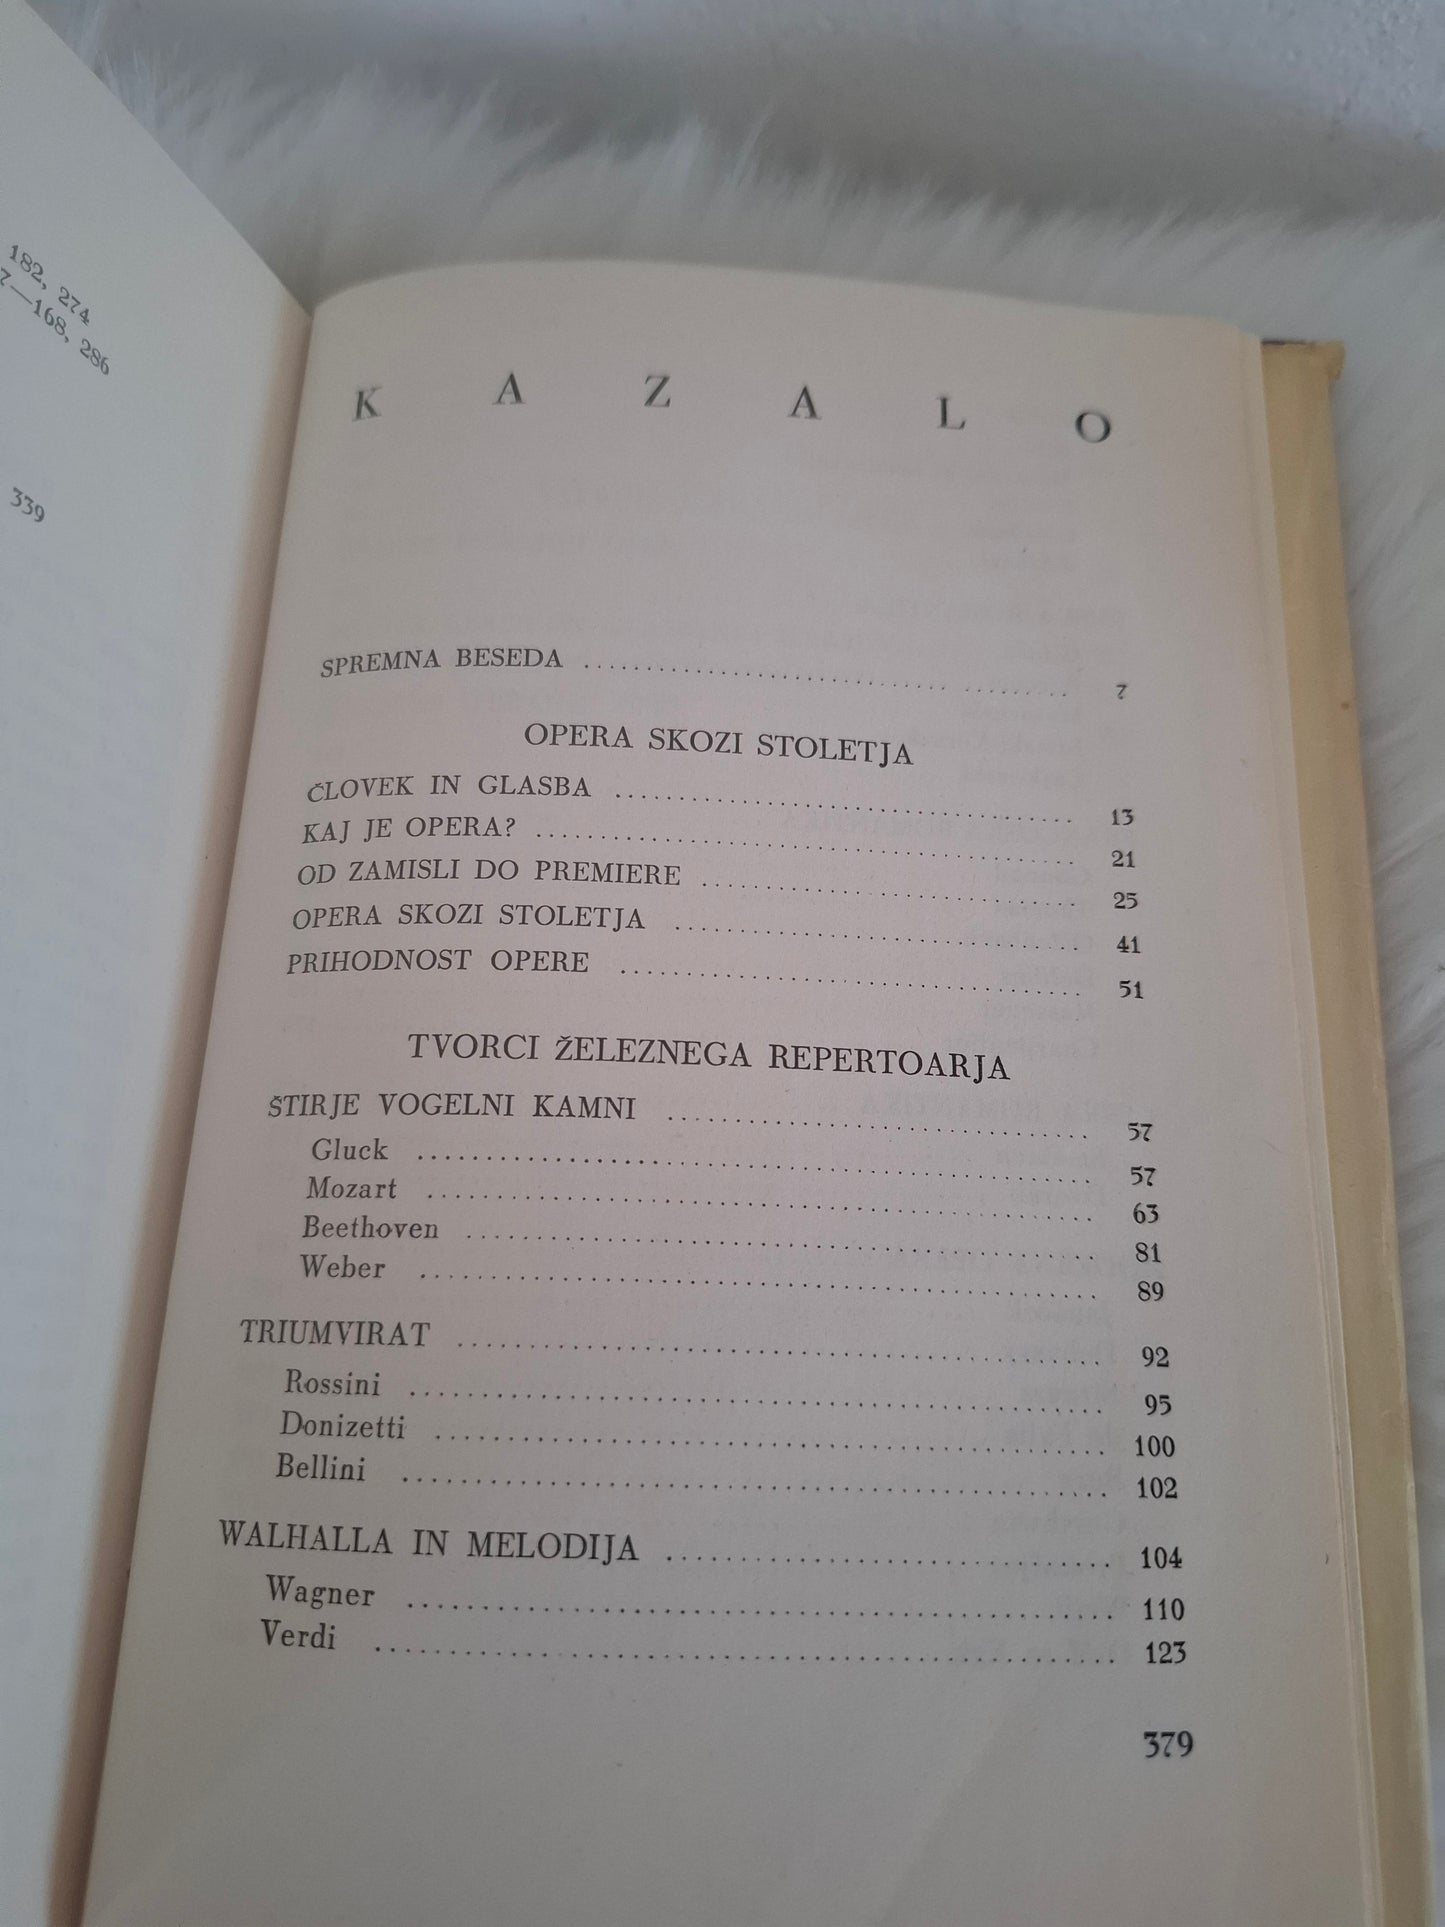 182, 274
7—168, 286
339
KAZALO
SPREMNA BESEDA ........ 7
OPERA SKOZI STOLETJA
ČLOVEK IN GLASBA ........ 13
KAJ JE OPERA? ........ 21
OD ZAMISLI DO PREMIERE ........ 25
OPERA SKOZI STOLETJA ........ 41
PRIHODNOST OPERE ........ 51
TVORCI ŽELEZNEGA REPERTOARJA
ŠTIRJE VOGELNI KAMNI ........ 57
Gluck ........ 57
Mozart ........ 63
Beethoven ........ 81
Weber ........ 89
TRIUMVIRAT ........ 92
Rossini ........ 95
Donizetti ........ 100
Bellini ........ 102
WALHALLA IN MELODIJA ........ 104
Wagner ........ 110
Verdi ........ 123
379